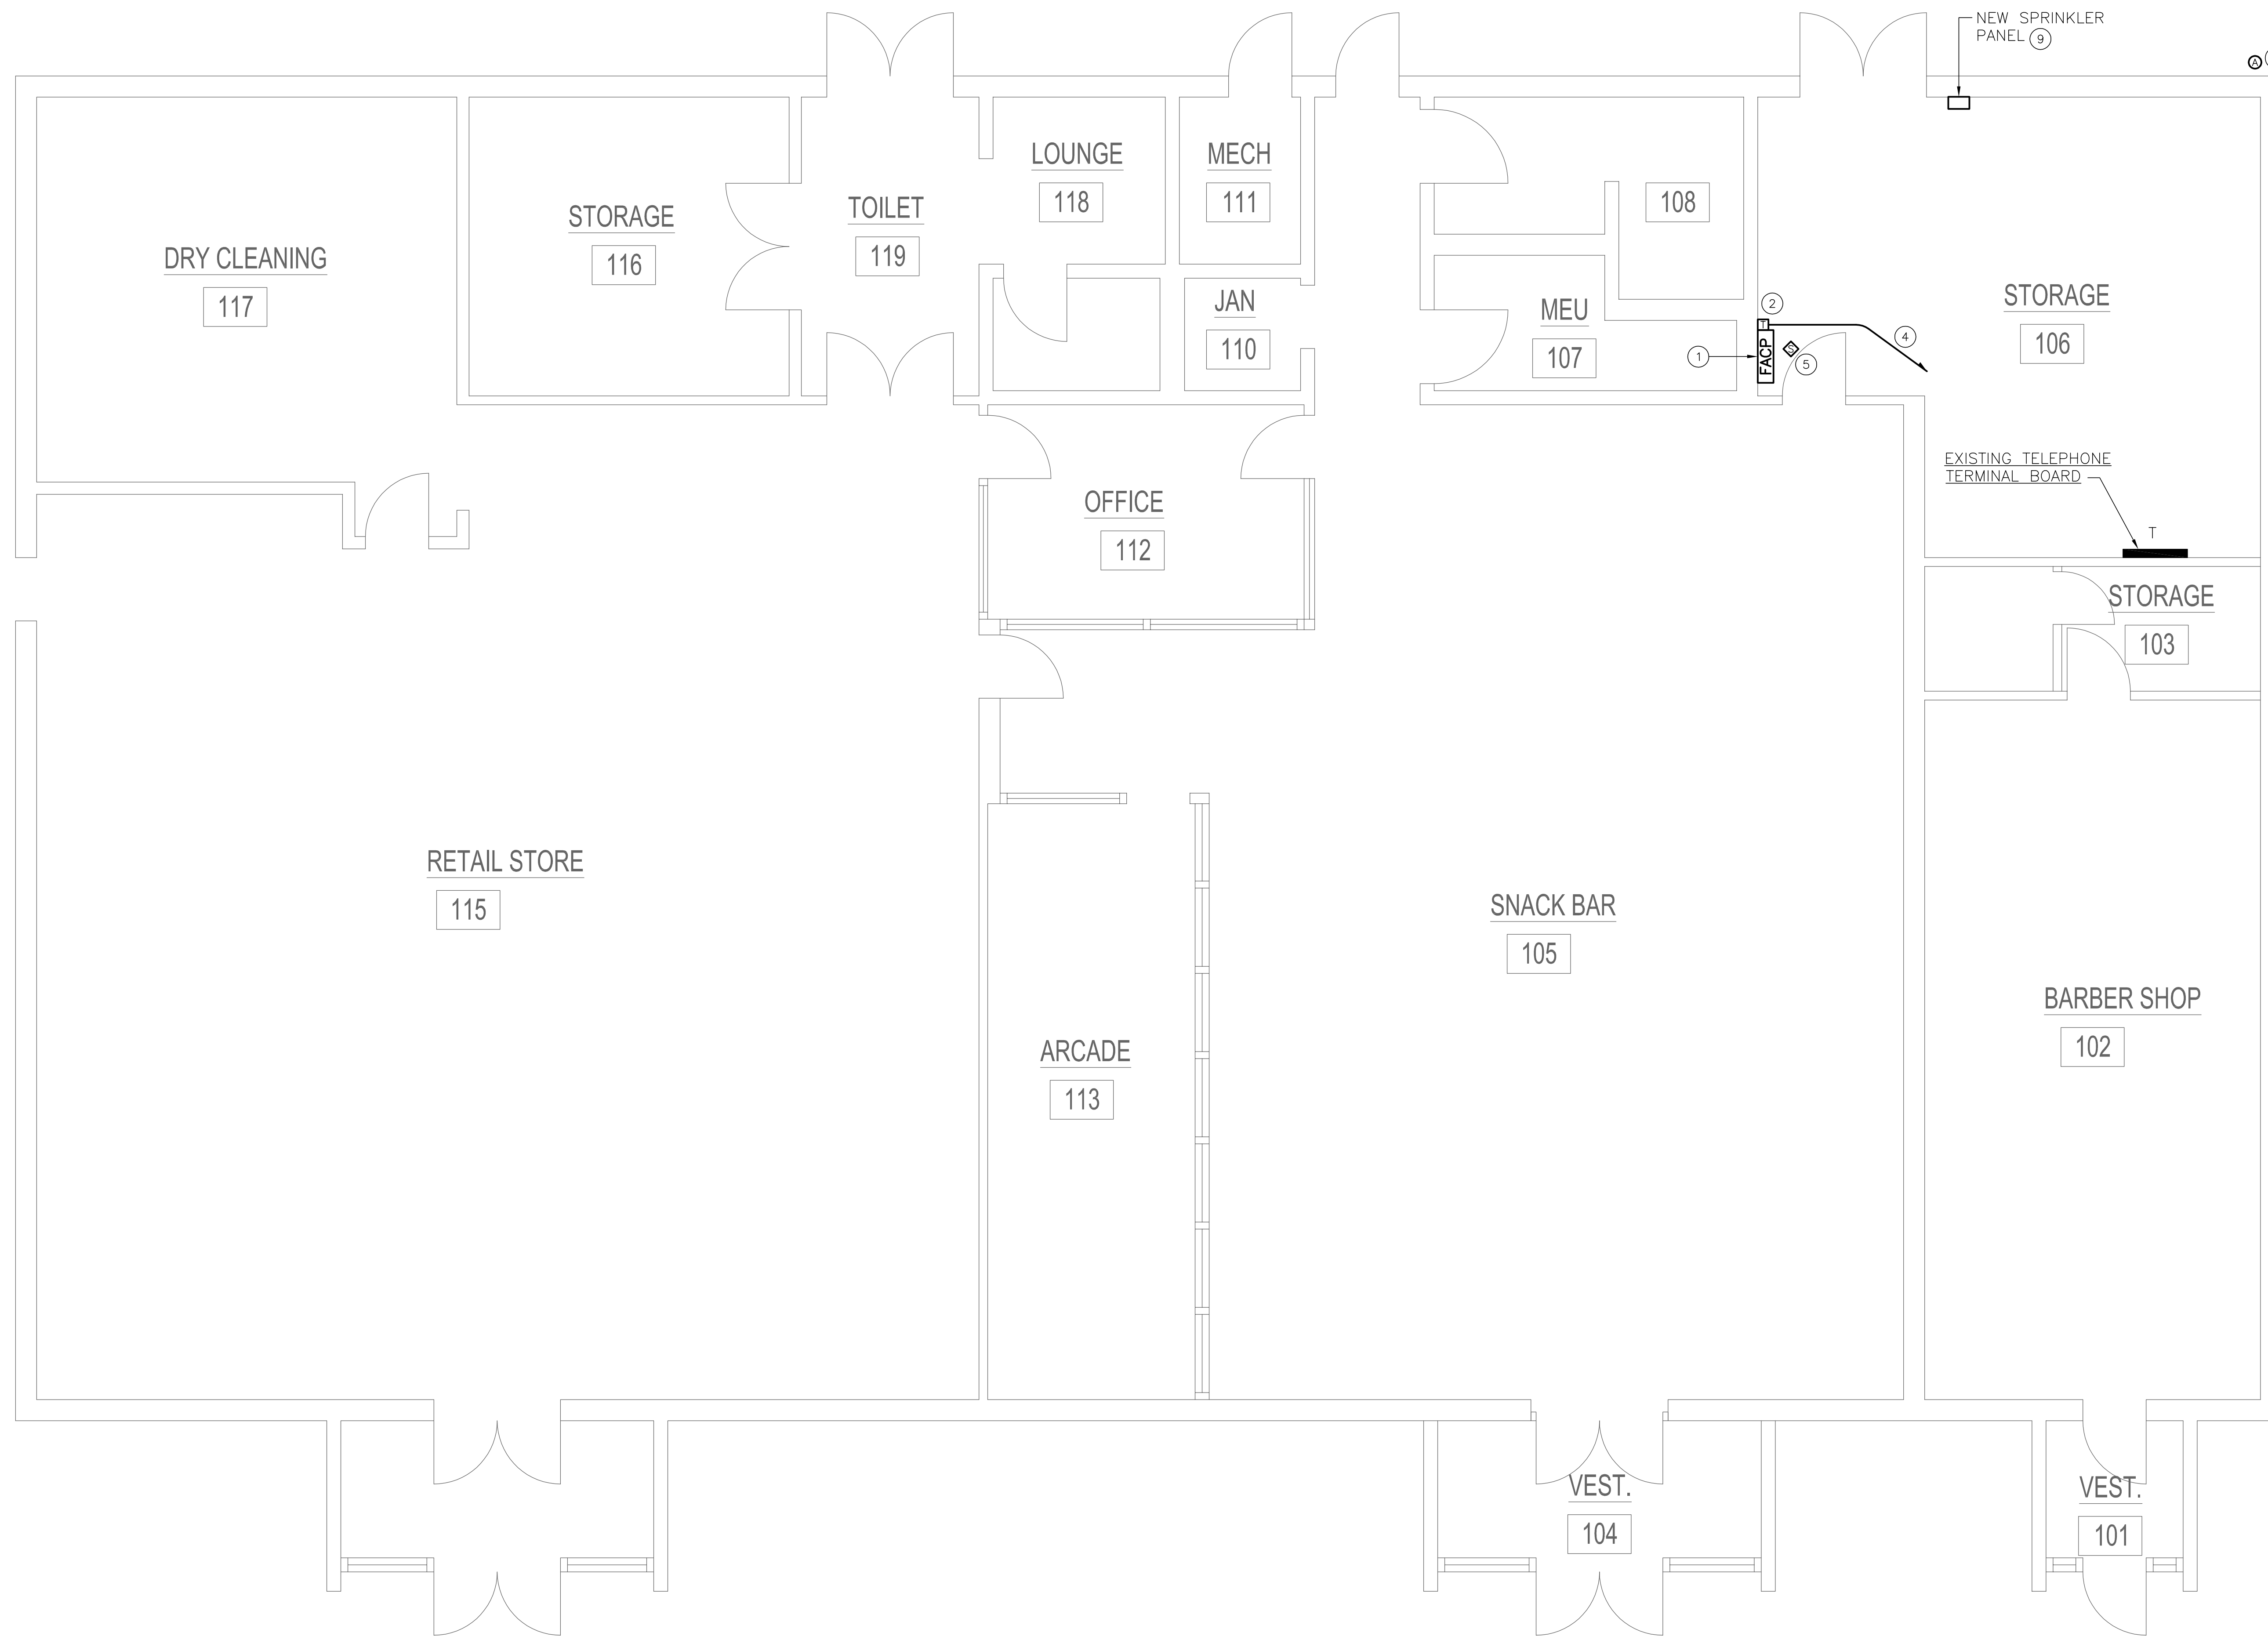 NEW SPRINKLER
PANEL 9
A
LOUNGE
118
MECH
111
108
STORAGE
116
TOILET
119
DRY CLEANING
117
JAN
110
MEU
107
2
T
1
FACP
S
5
4
STORAGE
106
EXISTING TELEPHONE
TERMINAL BOARD
T
OFFICE
112
STORAGE
103
RETAIL STORE
115
SNACK BAR
105
BARBER SHOP
102
ARCADE
113
VEST.
104
VEST.
101